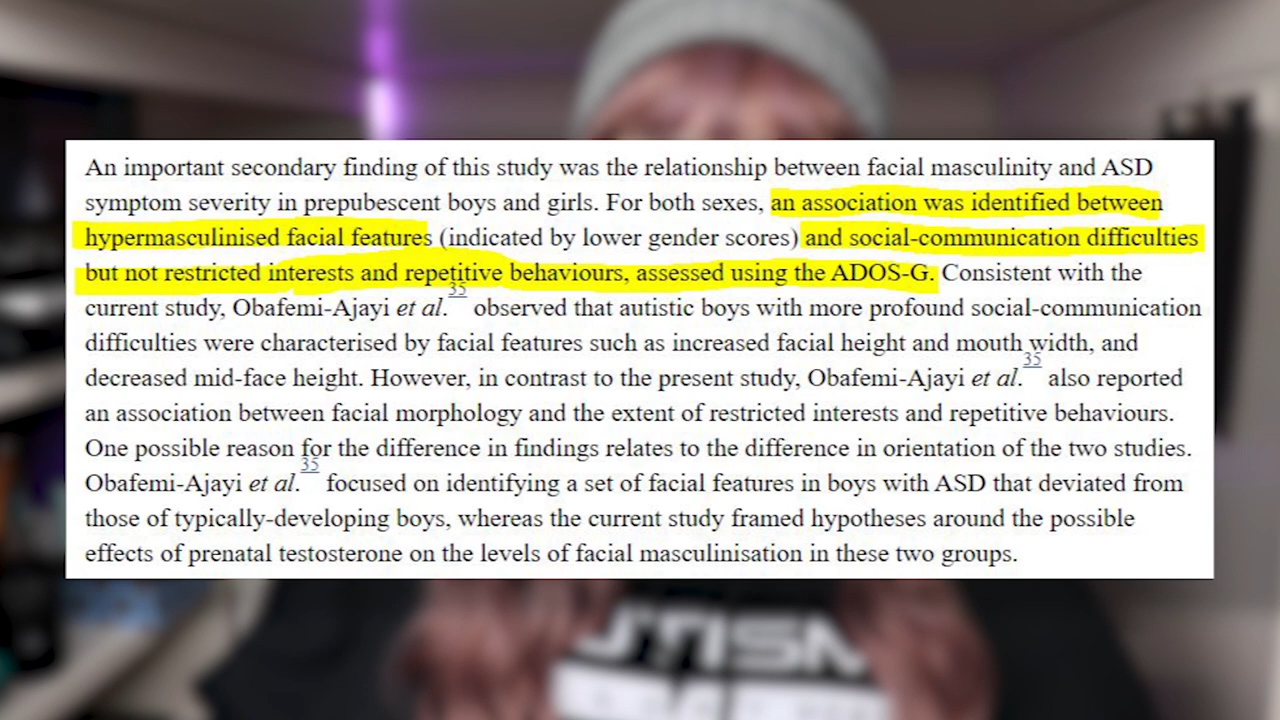 An important secondary finding of this study was the relationship between facial masculinity and ASD
symptom severity in prepubescent boys and girls. For both sexes, an association was identified between
hypermasculinised facial features (indicated by lower gender scores) and social-communication difficulties
but not restricted interests and repetitive behaviours, assessed using the ADOS-G. Consistent with the
current study, Obafemi-Ajayi et al.35 observed that autistic boys with more profound social-communication
difficulties were characterised by facial features such as increased facial height and mouth width, and
decreased mid-face height. However, in contrast to the present study, Obafemi-Ajayi et al.35 also reported
an association between facial morphology and the extent of restricted interests and repetitive behaviours.
One possible reason for the difference in findings relates to the difference in orientation of the two studies.
Obafemi-Ajayi et al.35 focused on identifying a set of facial features in boys with ASD that deviated from
those of typically-developing boys, whereas the current study framed hypotheses around the possible
effects of prenatal testosterone on the levels of facial masculinisation in these two groups.